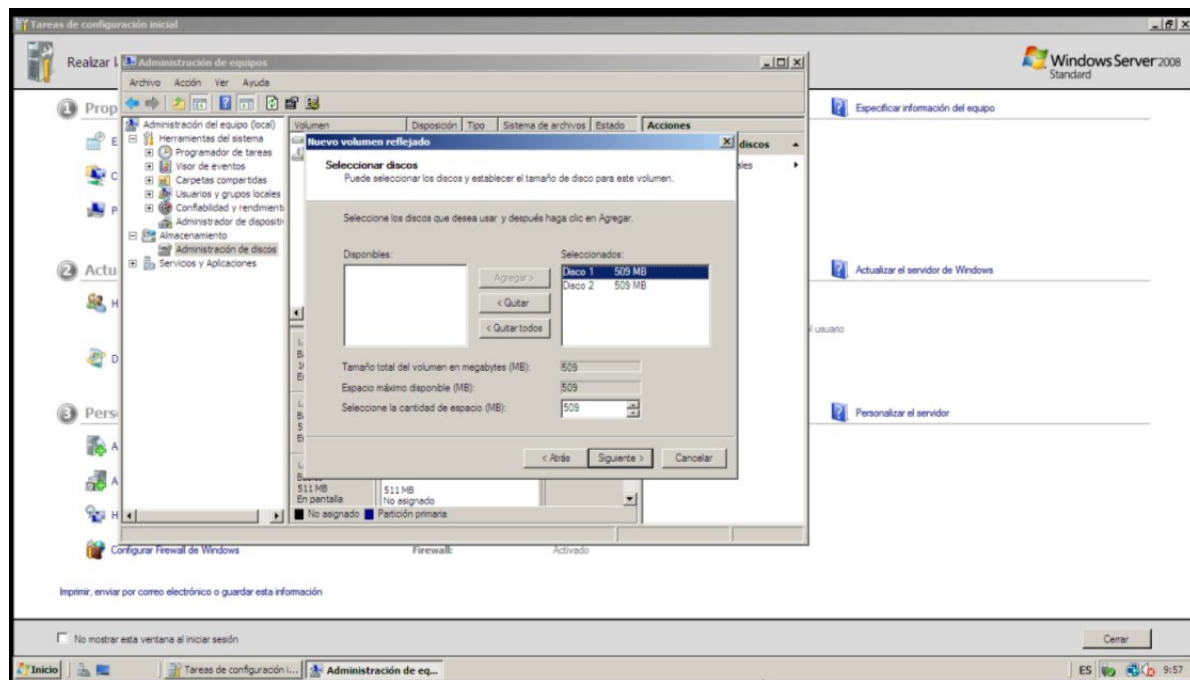 Tareas de configuración inicial
Realizar l
Windows Server 2008
Standard
Administración de equipos
Archivo Acción Ver Ayuda
1 Prop
Especificar información del equipo
Administración del equipo (local)
Herramientas del sistema
Programador de tareas
Visor de eventos
Carpetas compartidas
Usuarios y grupos locales
Confiabilidad y rendimient
Administrador de dispositi
Almacenamiento
Administración de discos
Servicios y Aplicaciones
Volumen Disposición Tipo Sistema de archivos Estado
Acciones
discos
ales
Nuevo volumen reflejado
Seleccionar discos
Puede seleccionar los discos y establecer el tamaño de disco para este volumen.
Seleccione los discos que desea usar y después haga clic en Agregar.
Disponibles:
Seleccionados:
Agregar >
< Quitar
< Quitar todos
Disco 1 509 MB
Disco 2 509 MB
Tamaño total del volumen en megabytes (MB): 509
Espacio máximo disponible (MB): 509
Seleccione la cantidad de espacio (MB): 509
< Atrás Siguiente > Cancelar
511 MB
En pantalla
511 MB
No asignado
No asignado Partición primaria
2 Actu
Actualizar el servidor de Windows
l usuario
3 Pers
Personalizar el servidor
Configurar Firewall de Windows
Firewall: Activado
Imprimir, enviar por correo electrónico o guardar esta información
No mostrar esta ventana al iniciar sesión
Cerrar
Inicio
Tareas de configuración i...
Administración de eq...
ES 9:57